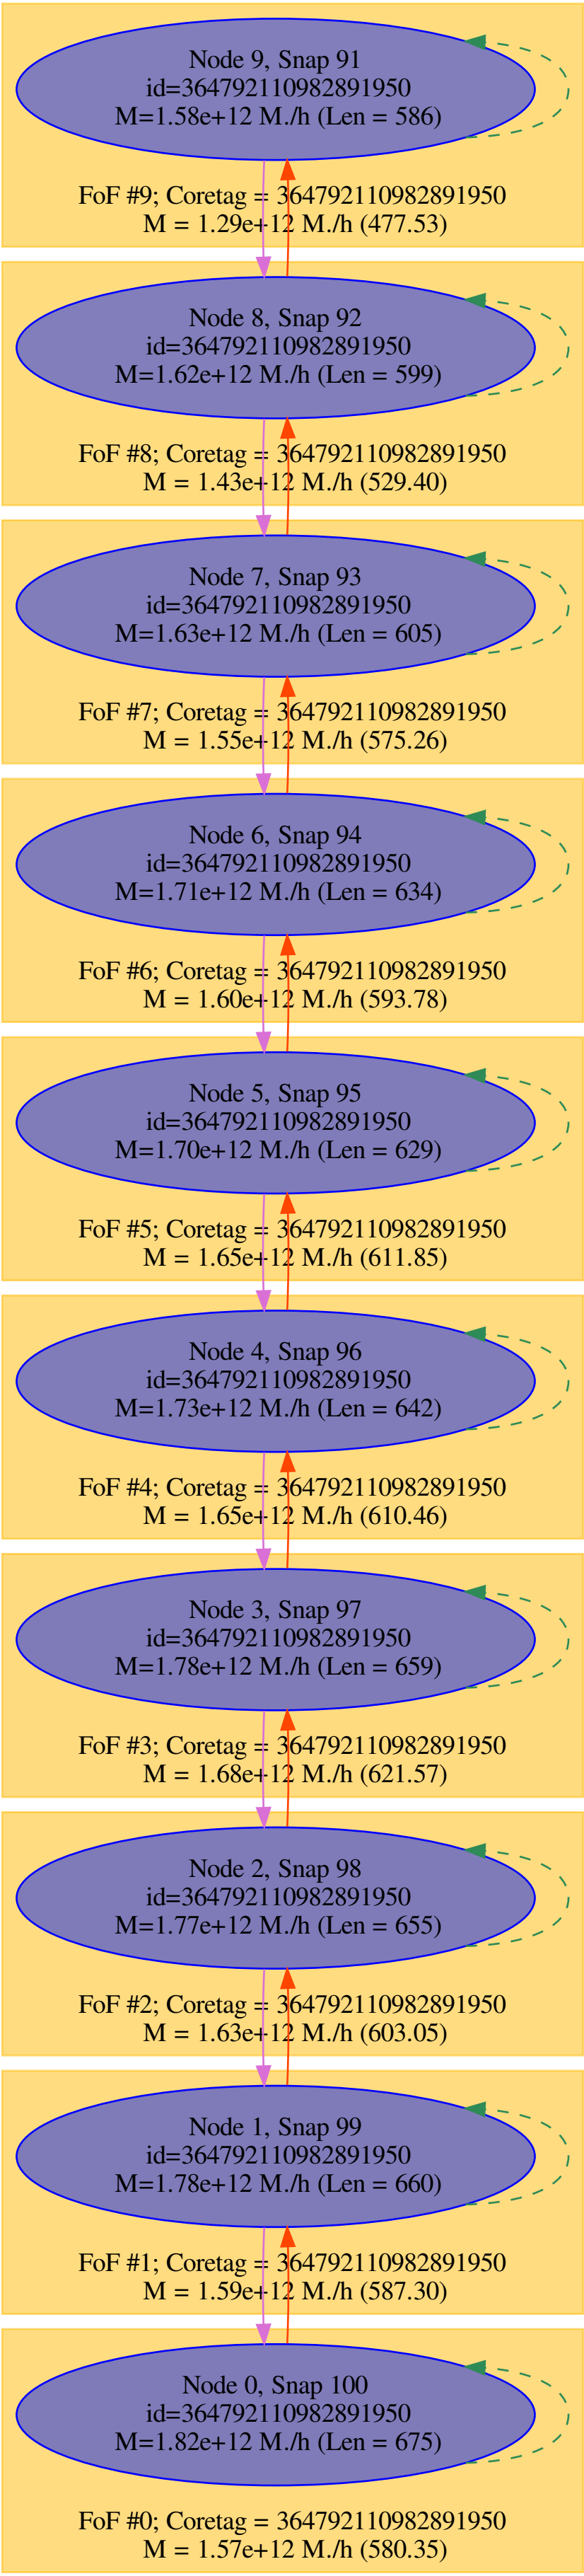 Node 9, Snap 91
id=364792110982891950
M=1.58e+12 M./h (Len = 586)
FoF #9; Coretag = 364792110982891950
M = 1.29e+12 M./h (477.53)
Node 8, Snap 92
id=364792110982891950
M=1.62e+12 M./h (Len = 599)
FoF #8; Coretag = 364792110982891950
M = 1.43e+12 M./h (529.40)
Node 7, Snap 93
id=364792110982891950
M=1.63e+12 M./h (Len = 605)
FoF #7; Coretag = 364792110982891950
M = 1.55e+12 M./h (575.26)
Node 6, Snap 94
id=364792110982891950
M=1.71e+12 M./h (Len = 634)
FoF #6; Coretag = 364792110982891950
M = 1.60e+12 M./h (593.78)
Node 5, Snap 95
id=364792110982891950
M=1.70e+12 M./h (Len = 629)
FoF #5; Coretag = 364792110982891950
M = 1.65e+12 M./h (611.85)
Node 4, Snap 96
id=364792110982891950
M=1.73e+12 M./h (Len = 642)
FoF #4; Coretag = 364792110982891950
M = 1.65e+12 M./h (610.46)
Node 3, Snap 97
id=364792110982891950
M=1.78e+12 M./h (Len = 659)
FoF #3; Coretag = 364792110982891950
M = 1.68e+12 M./h (621.57)
Node 2, Snap 98
id=364792110982891950
M=1.77e+12 M./h (Len = 655)
FoF #2; Coretag = 364792110982891950
M = 1.63e+12 M./h (603.05)
Node 1, Snap 99
id=364792110982891950
M=1.78e+12 M./h (Len = 660)
FoF #1; Coretag = 364792110982891950
M = 1.59e+12 M./h (587.30)
Node 0, Snap 100
id=364792110982891950
M=1.82e+12 M./h (Len = 675)
FoF #0; Coretag = 364792110982891950
M = 1.57e+12 M./h (580.35)